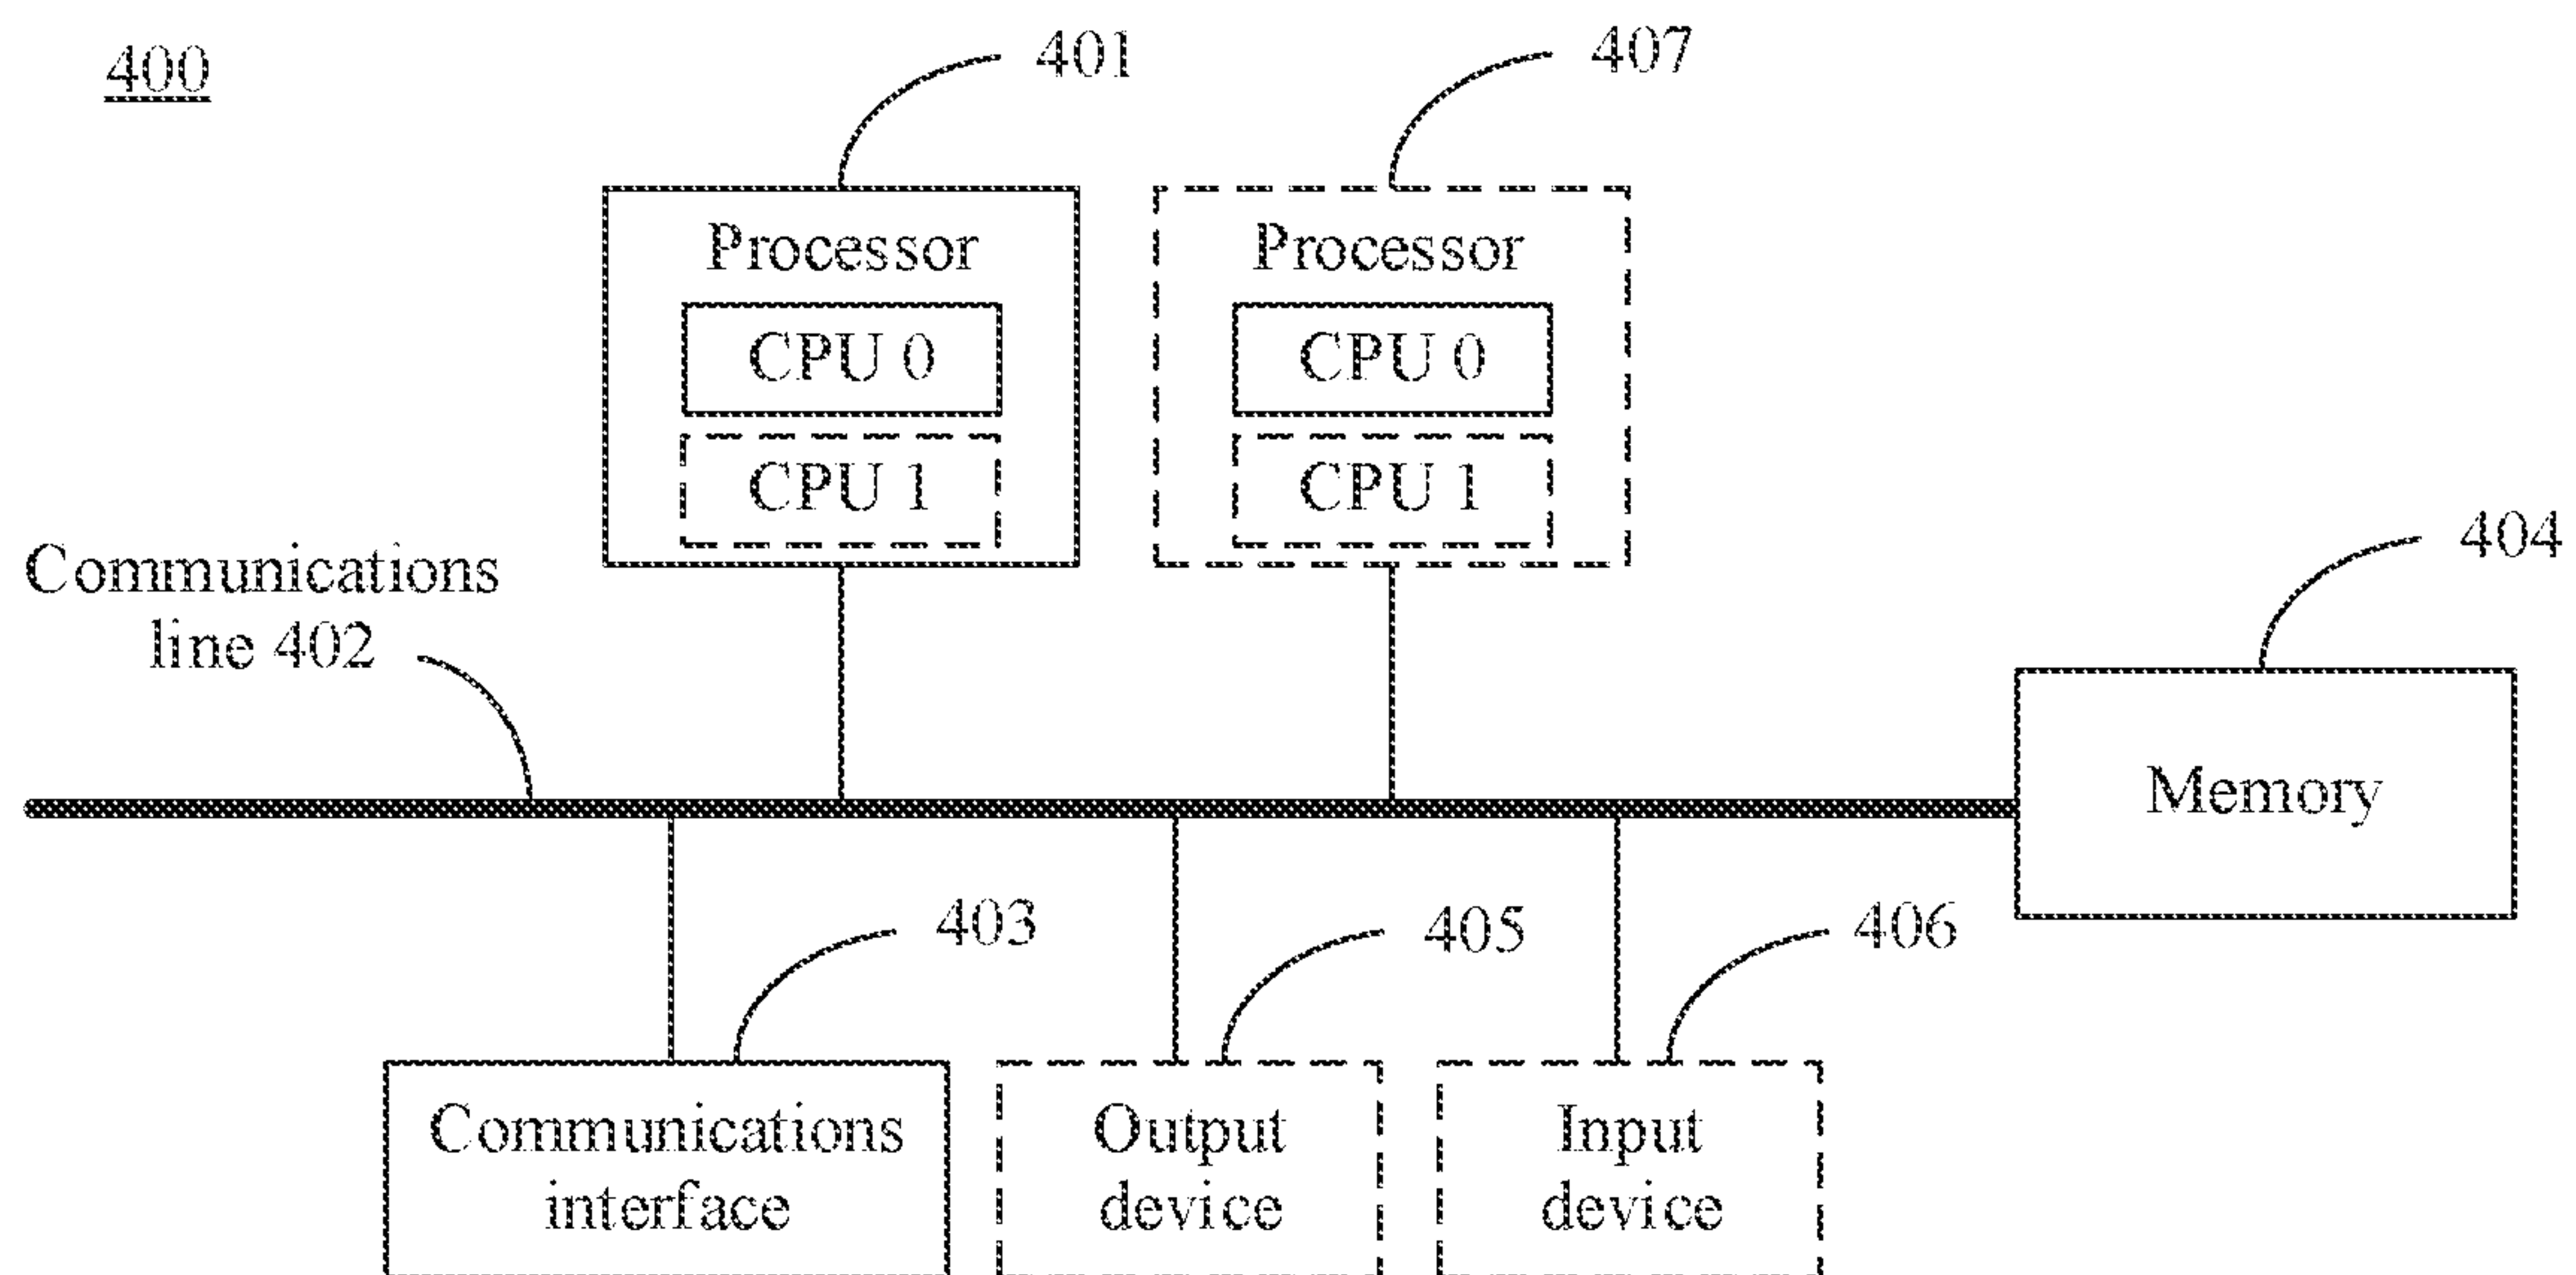 400
401
407
Processor
CPU 0
CPU 1
Processor
CPU 0
CPU 1
Communications
line 402
404
Memory
403
405
406
Communications
interface
Output
device
Input
device